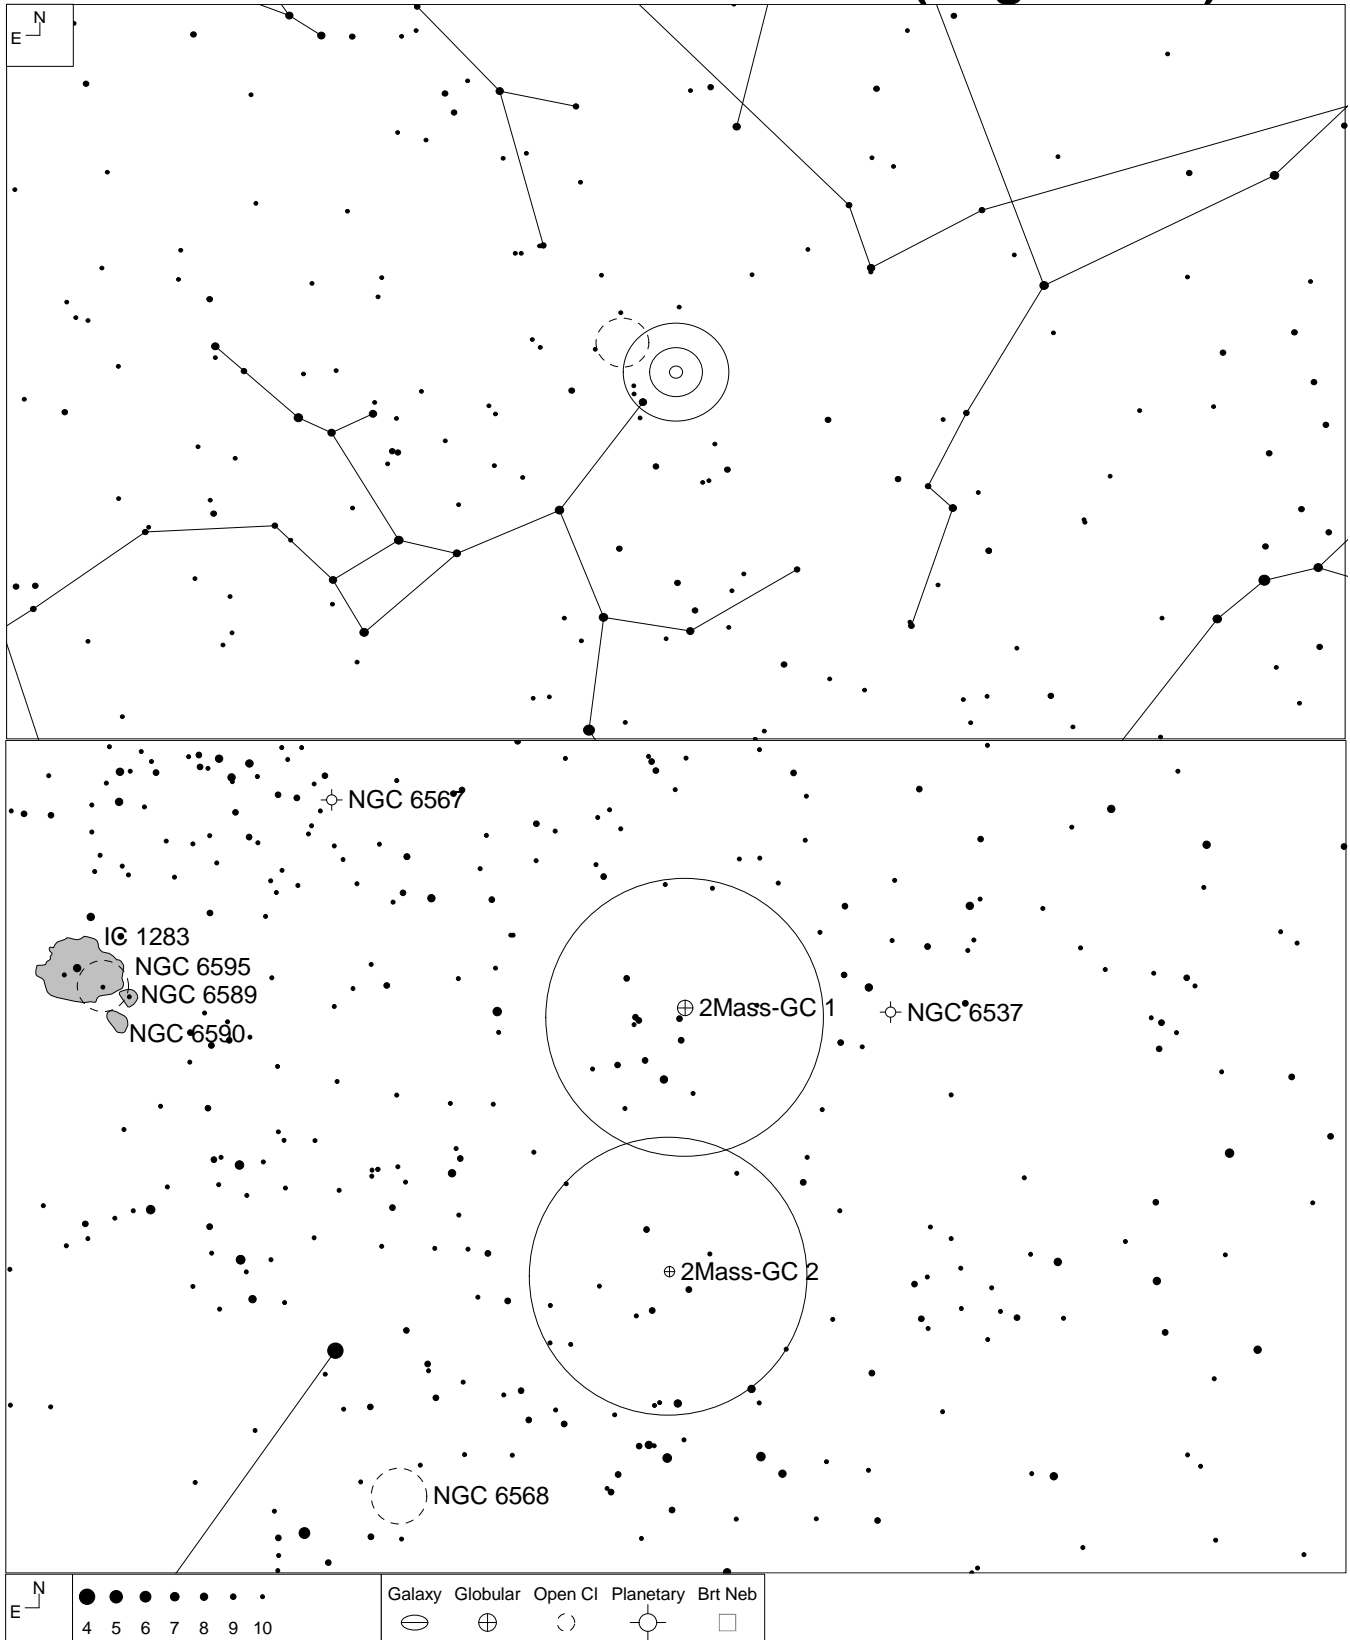 N
E
NGC 6567
IC 1283
NGC 6595
NGC 6589
NGC 6590
2Mass-GC 1
NGC 6537
2Mass-GC 2
NGC 6568
N
E
4 5 6 7 8 9 10
Galaxy Globular Open Cl Planetary Brt Neb